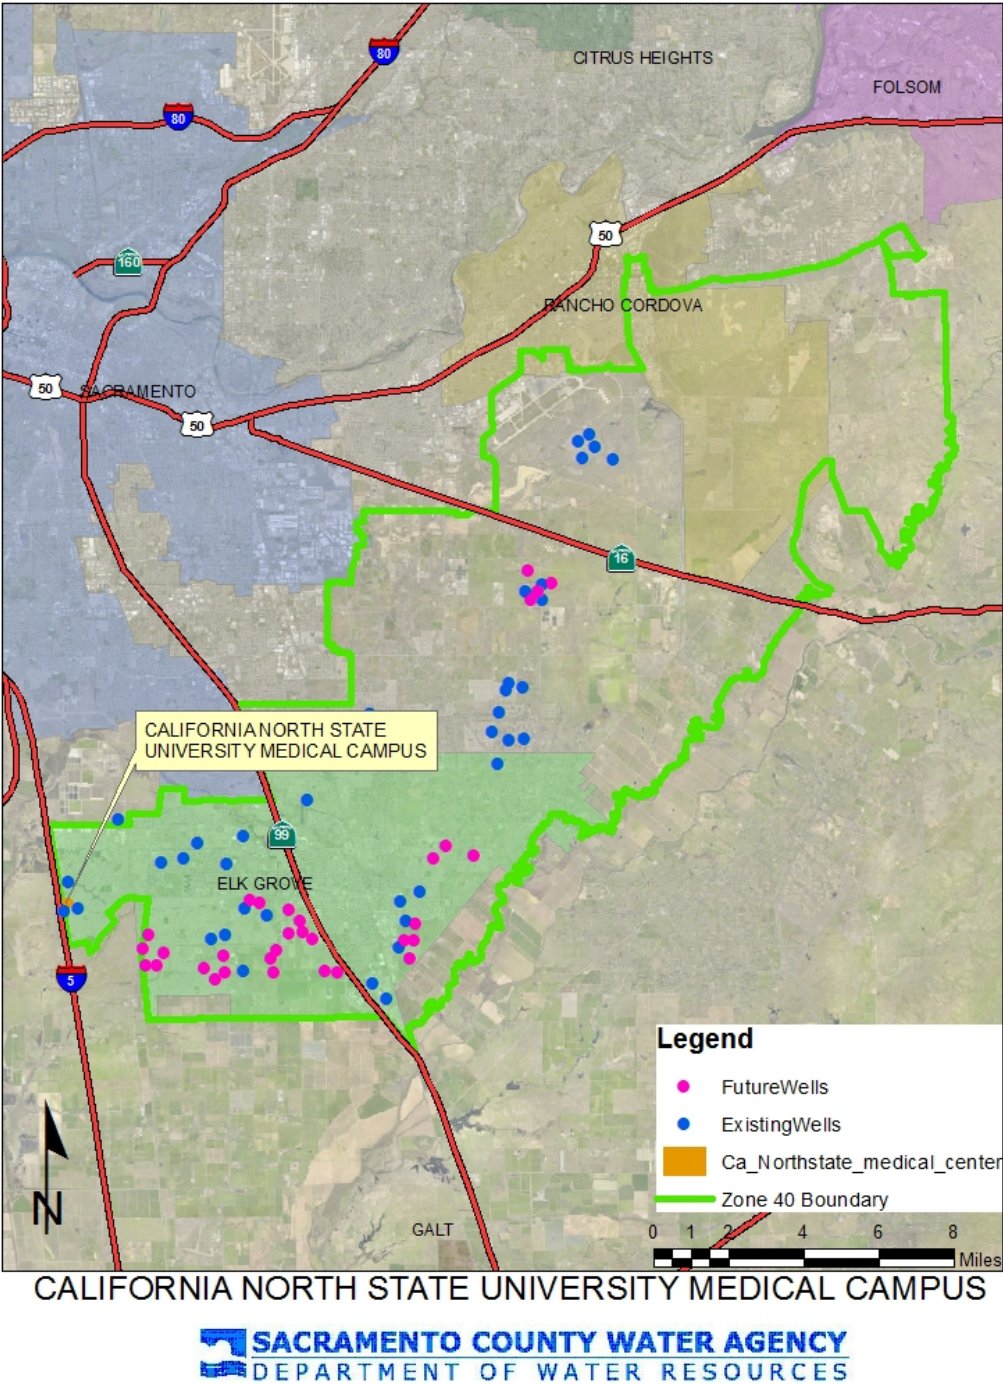 80
CITRUS HEIGHTS
FOLSOM
80
50
160
RANCHO CORDOVA
50
SACRAMENTO
50
16
CALIFORNIA NORTH STATE
UNIVERSITY MEDICAL CAMPUS
99
ELK GROVE
5
Legend
FutureWells
ExistingWells
Ca_Northstate_medical_center
Zone 40 Boundary
N
GALT
0 1 2 4 6 8
Miles
CALIFORNIA NORTH STATE UNIVERSITY MEDICAL CAMPUS
SACRAMENTO COUNTY WATER AGENCY
DEPARTMENT OF WATER RESOURCES